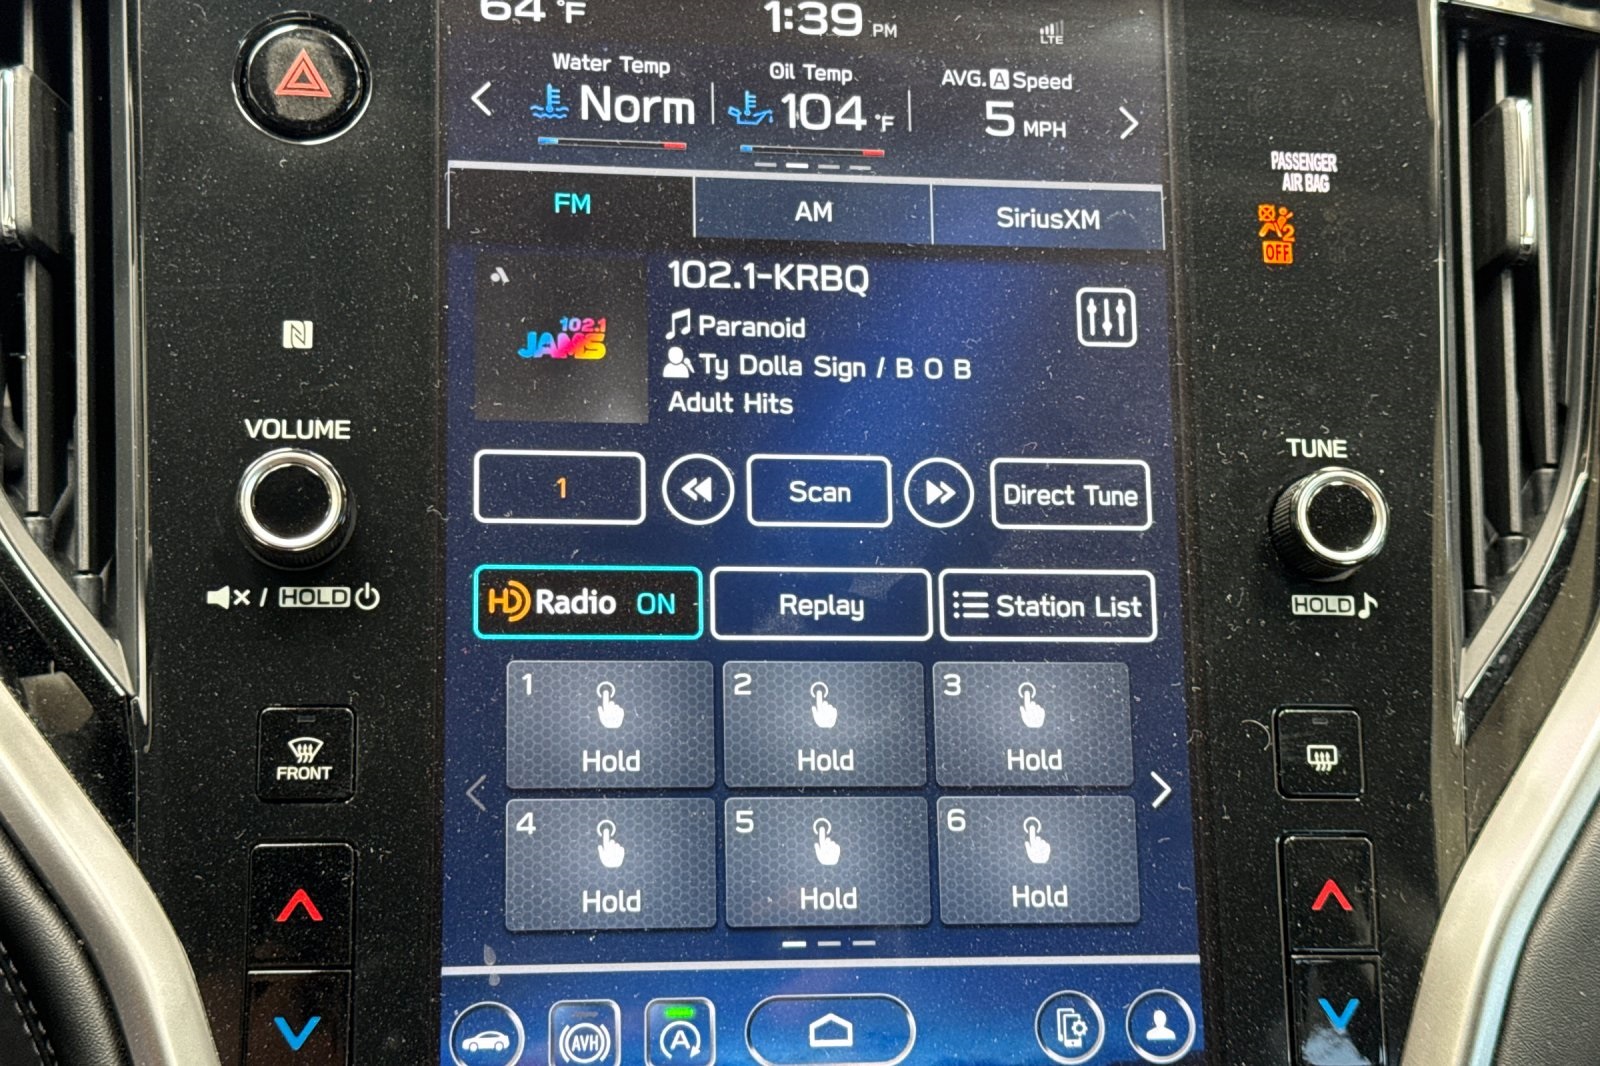 64 °F
1:39 PM
LTE
Water Temp
Norm
Oil Temp
104 °F
AVG. A Speed
5 MPH
PASSENGER
AIR BAG
2
OFF
FM
AM
SiriusXM
102.1-KRBQ
102.1
JAMS
Paranoid
Ty Dolla Sign / B O B
Adult Hits
N
VOLUME
TUNE
1
Scan
Direct Tune
HD Radio ON
Replay
Station List
/ HOLD
HOLD
1
Hold
2
Hold
3
Hold
FRONT
4
Hold
5
Hold
6
Hold
AVH
A